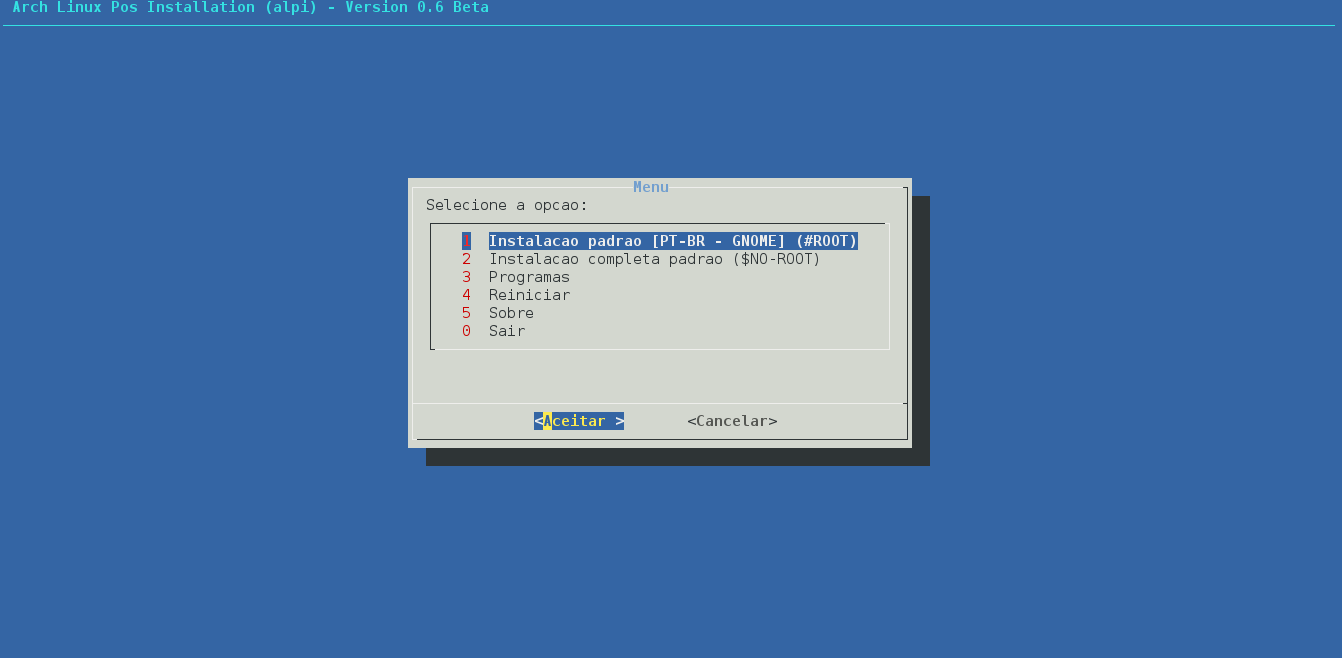 Arch Linux Pos Installation (alpi) - Version 0.6 Beta
Menu
Selecione a opcao:
1 Instalacao padrao [PT-BR - GNOME] (#ROOT)
2 Instalacao completa padrao ($NO-ROOT)
3 Programas
4 Reiniciar
5 Sobre
0 Sair
<Aceitar > <Cancelar>